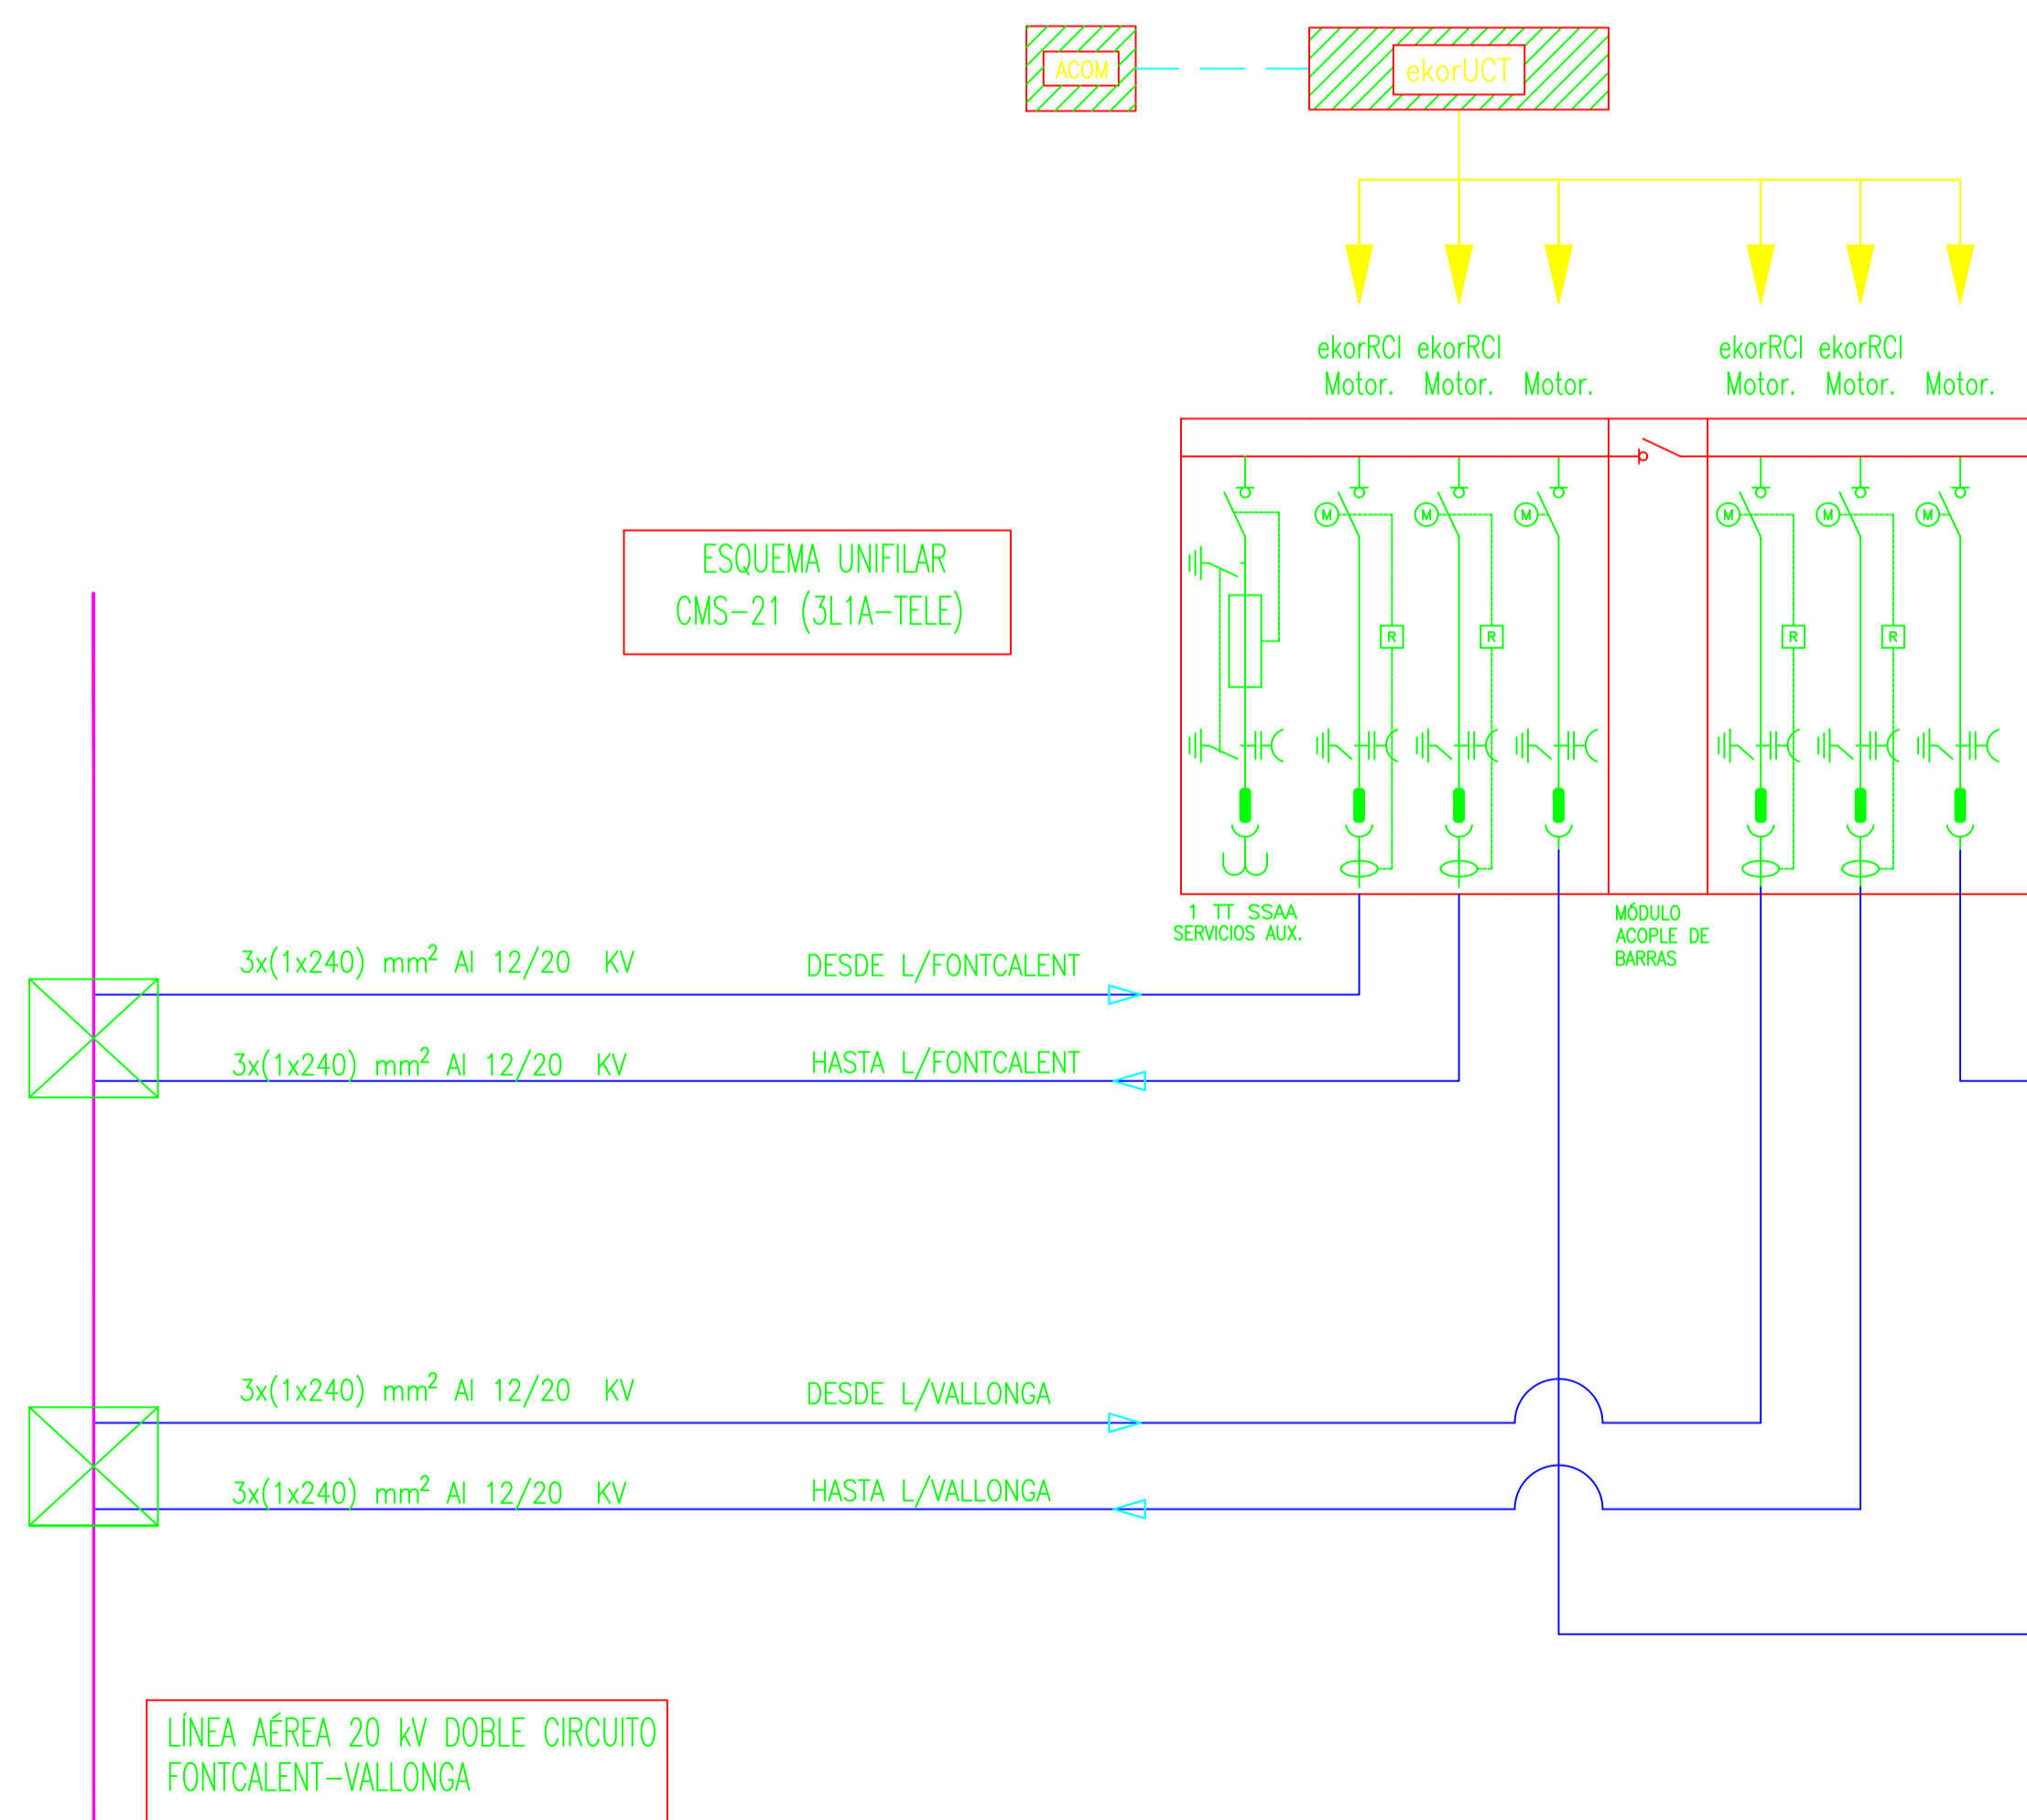 ACOM
ekorUCT
ekorRCI ekorRCI ekorRCI ekorRCI
Motor. Motor. Motor. Motor. Motor. Motor.
M M M M M M
R R R R
ESQUEMA UNIFILAR
CMS-21 (3L1A-TELE)
1 TT SSAA
SERVICIOS AUX.
MÓDULO
ACOPLE DE
BARRAS
3x(1x240) mm² Al 12/20 KV DESDE L/FONTCALENT
3x(1x240) mm² Al 12/20 KV HASTA L/FONTCALENT
3x(1x240) mm² Al 12/20 KV DESDE L/VALLONGA
3x(1x240) mm² Al 12/20 KV HASTA L/VALLONGA
LÍNEA AÉREA 20 kV DOBLE CIRCUITO
FONTCALENT-VALLONGA